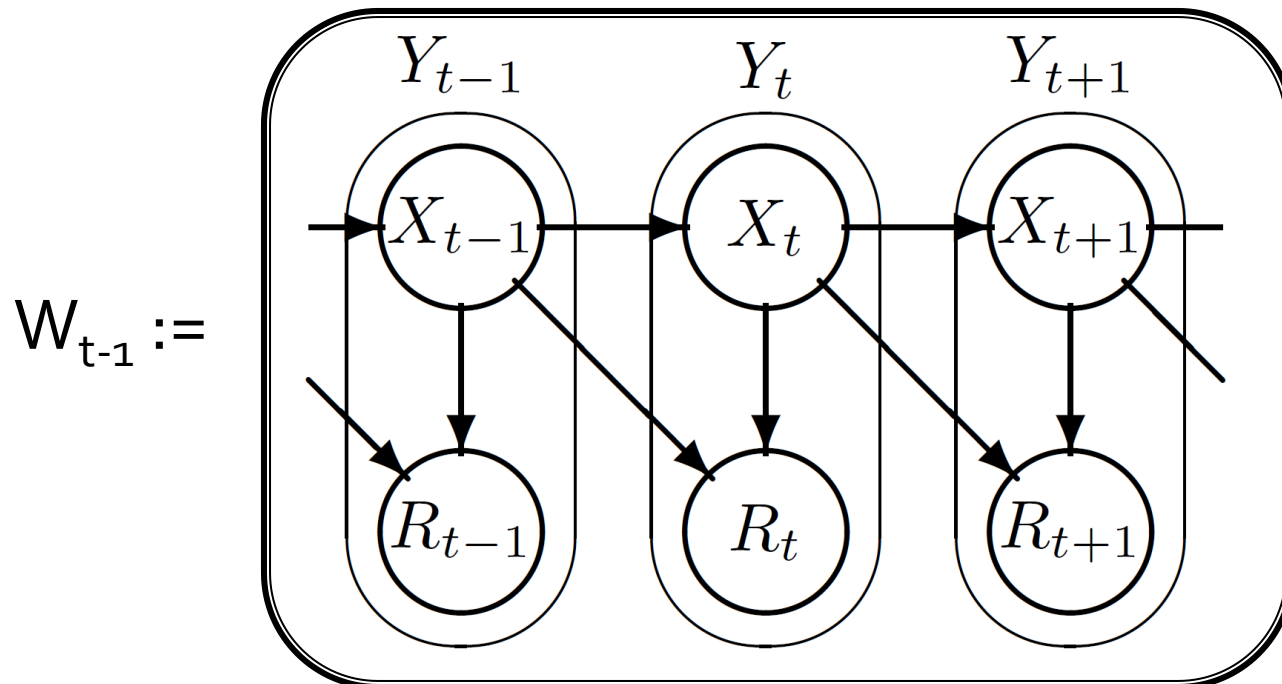 Y_{t−1} Y_t Y_{t+1}
X_{t−1} X_t X_{t+1}
W_{t-1} :=
R_{t−1} R_t R_{t+1}